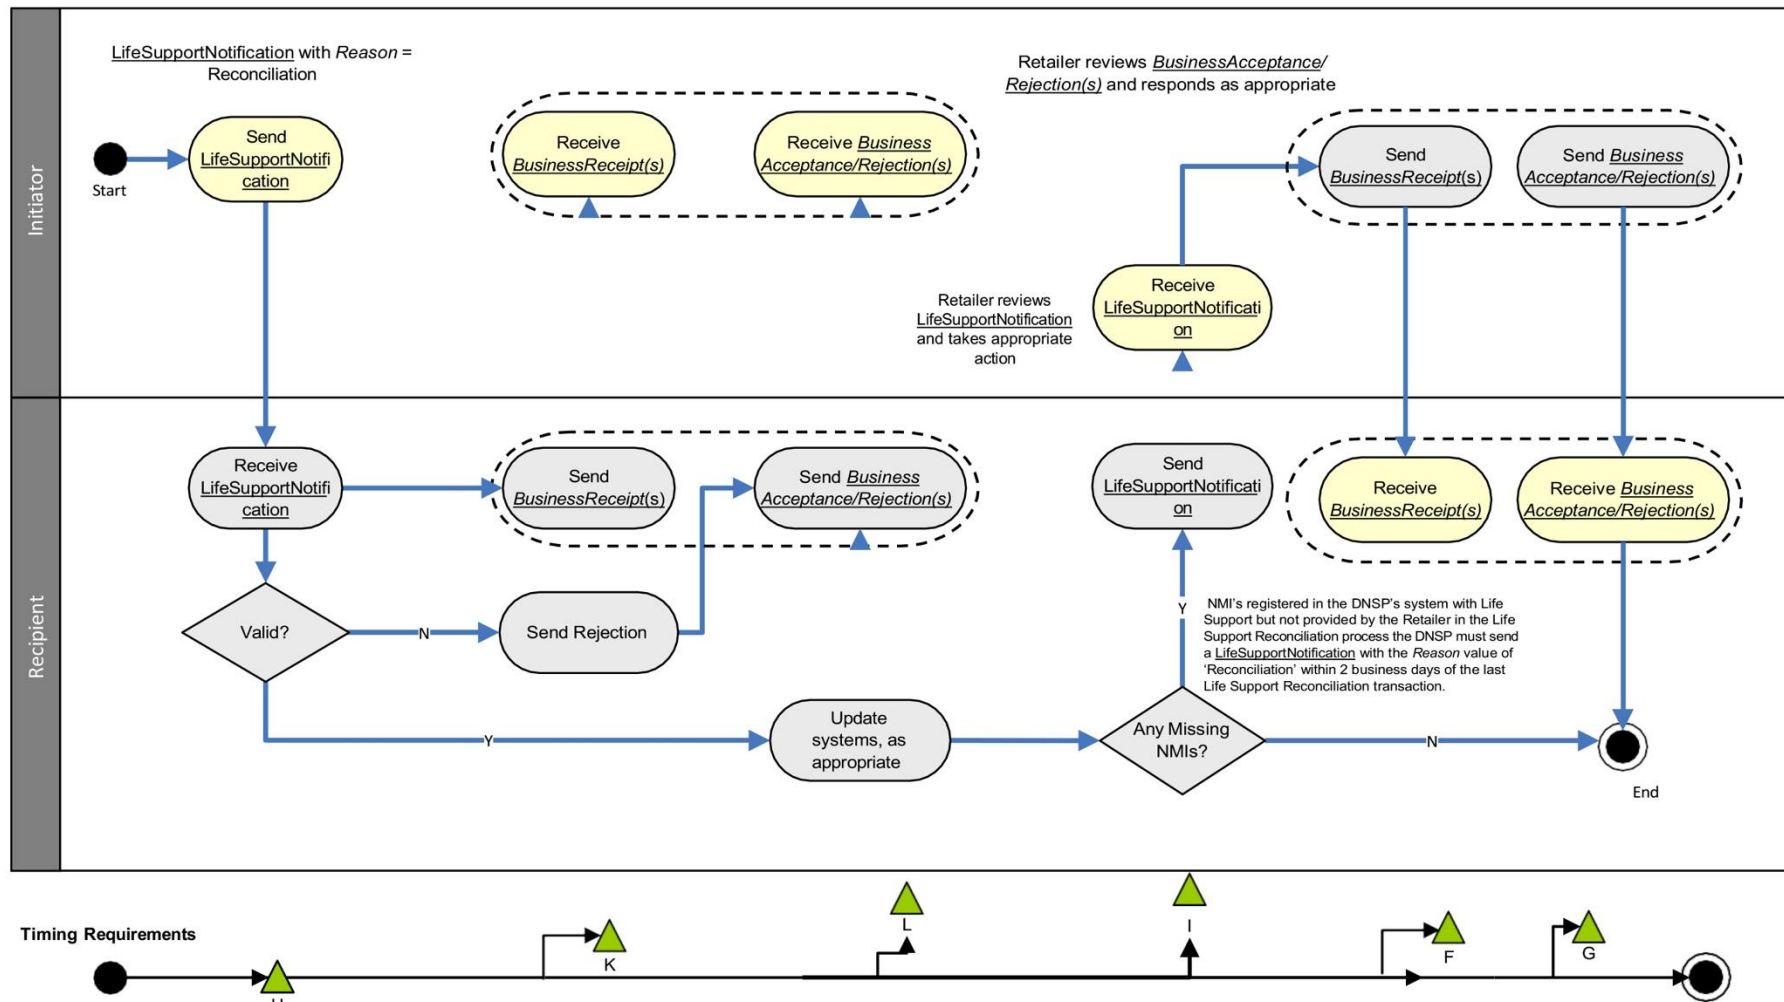 LifeSupportNotification with Reason =
Reconciliation
Retailer reviews BusinessAcceptance/
Rejection(s) and responds as appropriate
Initiator
Start
Send
LifeSupportNotifi
cation
Receive
BusinessReceipt(s)
Receive Business
Acceptance/Rejection(s)
Send
BusinessReceipt(s)
Send Business
Acceptance/Rejection(s)
Retailer reviews
LifeSupportNotification
and takes appropriate
action
Receive
LifeSupportNotificati
on
Recipient
Receive
LifeSupportNotifi
cation
Send
BusinessReceipt(s)
Send Business
Acceptance/Rejection(s)
Send
LifeSupportNotificati
on
Receive
BusinessReceipt(s)
Receive Business
Acceptance/Rejection(s)
Valid?
N
Send Rejection
Y
NMI's registered in the DNSP's system with Life
Support but not provided by the Retailer in the Life
Support Reconciliation process the DNSP must send
a LifeSupportNotification with the Reason value of
‘Reconciliation’ within 2 business days of the last
Life Support Reconciliation transaction.
Y
Update
systems, as
appropriate
Any Missing
NMIs?
N
End
Timing Requirements
K
L
I
F
G